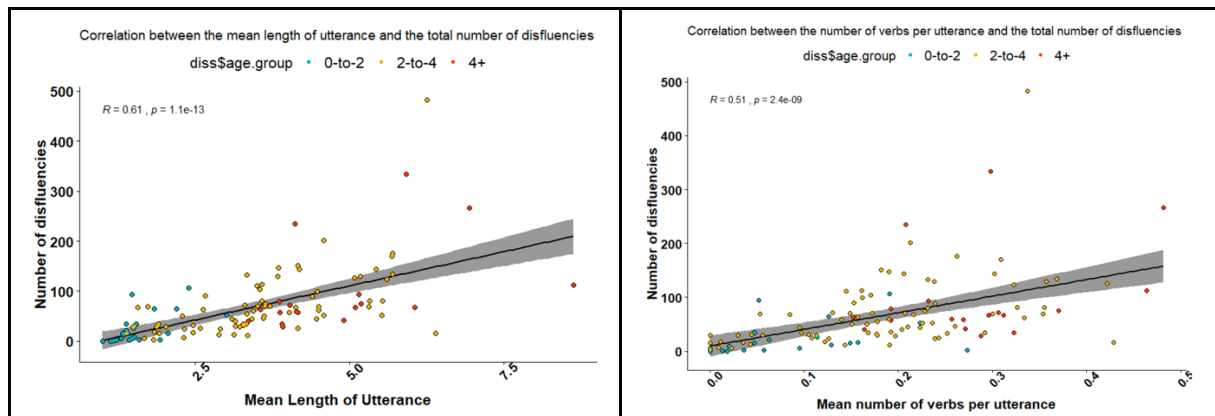 Correlation between the mean length of utterance and the total number of disfluencies
diss$age.group 0-to-2 2-to-4 4+
R = 0.61 , p = 1.1e-13
500
400
300
200
100
0
Number of disfluencies
2.5 5.0 7.5
Mean Length of Utterance
Correlation between the number of verbs per utterance and the total number of disfluencies
diss$age.group 0-to-2 2-to-4 4+
R = 0.51 , p = 2.4e-09
500
400
300
200
100
0
Number of disfluencies
0.0 0.1 0.2 0.3 0.4 0.5
Mean number of verbs per utterance